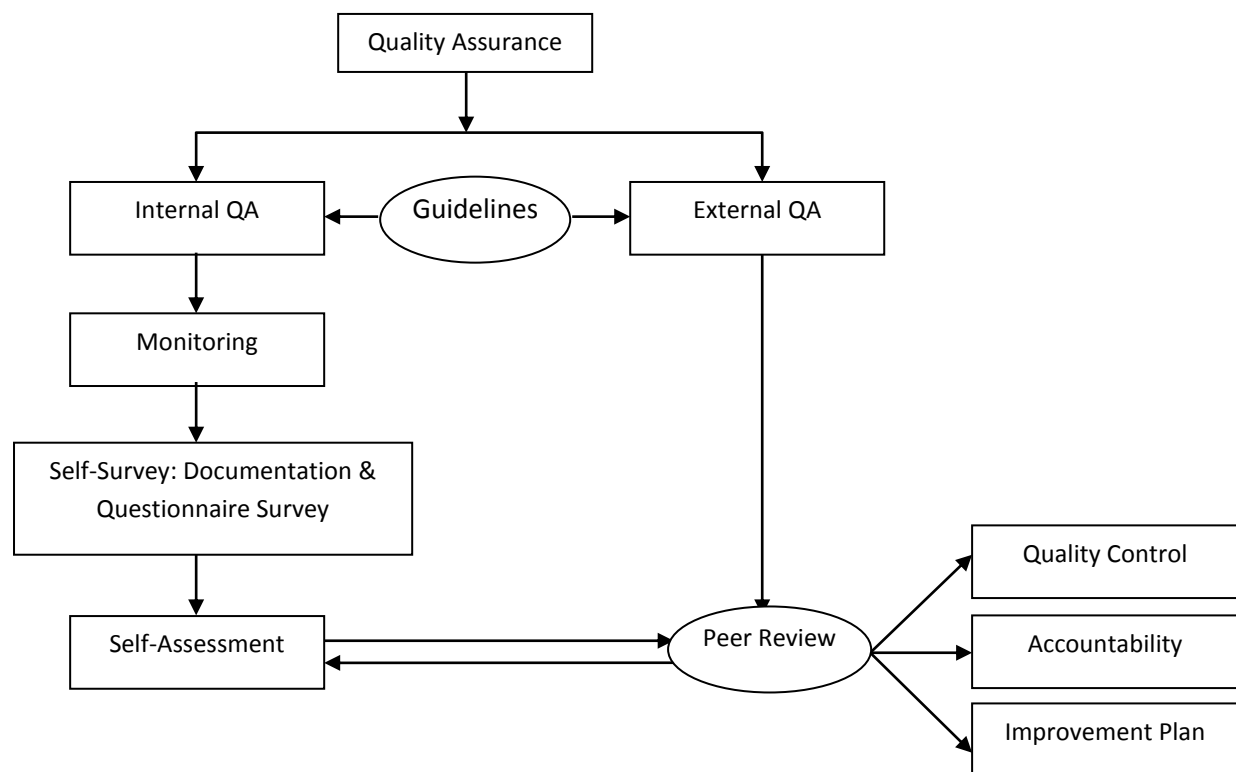 Quality Assurance
Internal QA
Guidelines
External QA
Monitoring
Self-Survey: Documentation &
Questionnaire Survey
Quality Control
Self-Assessment
Peer Review
Accountability
Improvement Plan